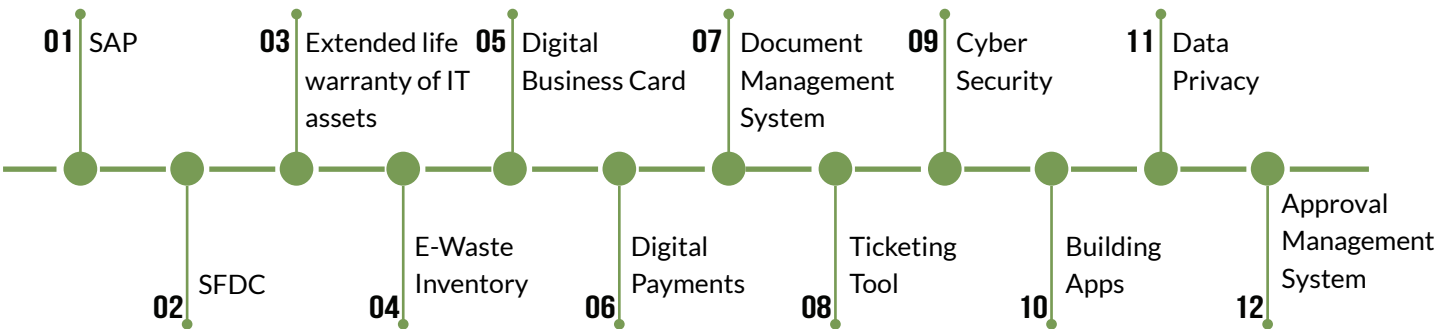 01 SAP
02 SFDC
03 Extended life
warranty of IT
assets
04 E-Waste
Inventory
05 Digital
Business Card
06 Digital
Payments
07 Document
Management
System
08 Ticketing
Tool
09 Cyber
Security
10 Building
Apps
11 Data
Privacy
12 Approval
Management
System